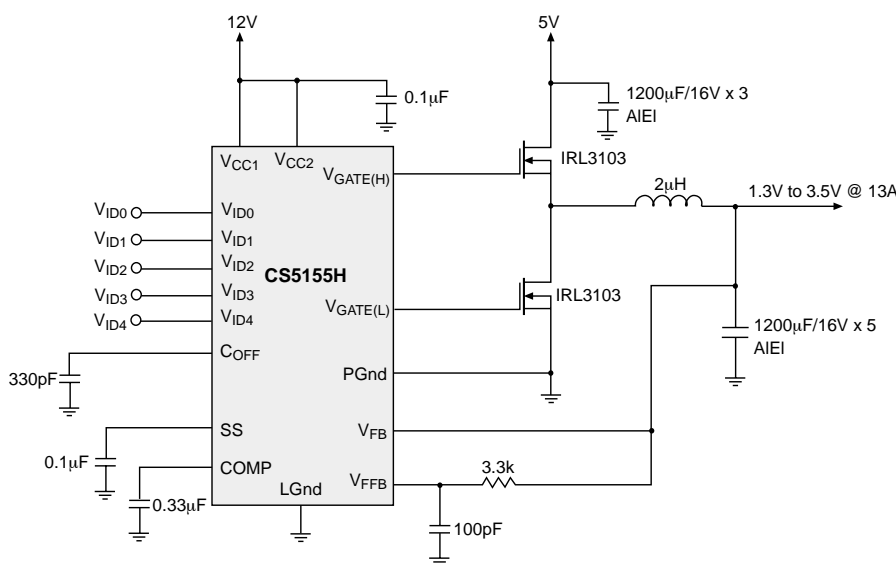 12V
5V
0.1μF
1200μF/16V x 3
AlEl
VCC1
VCC2
VGATE(H)
IRL3103
2μH
1.3V to 3.5V @ 13A
VID0
VID0
VID1
VID1
VID2
VID2
CS5155H
VID3
VID3
VGATE(L)
IRL3103
VID4
VID4
1200μF/16V x 5
AlEl
COFF
330pF
PGnd
SS
VFB
0.1μF
COMP
3.3k
VFFB
LGnd
0.33μF
100pF